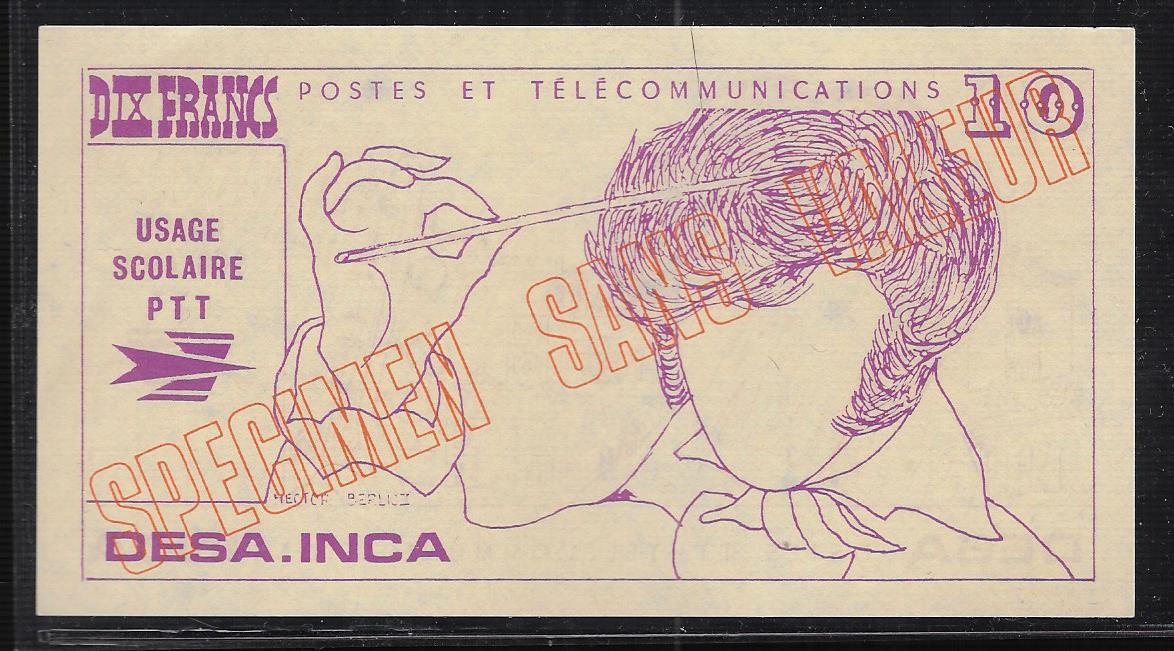 DIX FRANCS
POSTES ET TÉLÉCOMMUNICATIONS
10
USAGE
SCOLAIRE
PTT
SPECIMEN SANS VALEUR
HECTOR BERLIOZ
DESA.INCA